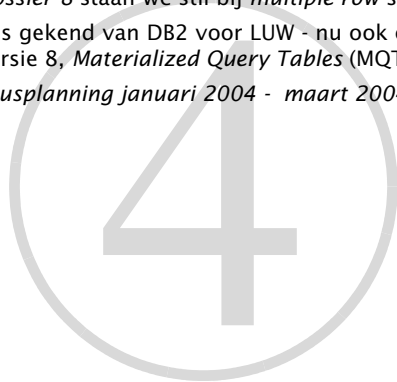 ossier 8 staan we stil bij multiple row s
s gekend van DB2 voor LUW - nu ook
rsie 8, Materialized Query Tables (MQT
usplanning januari 2004 - maart 2004
4